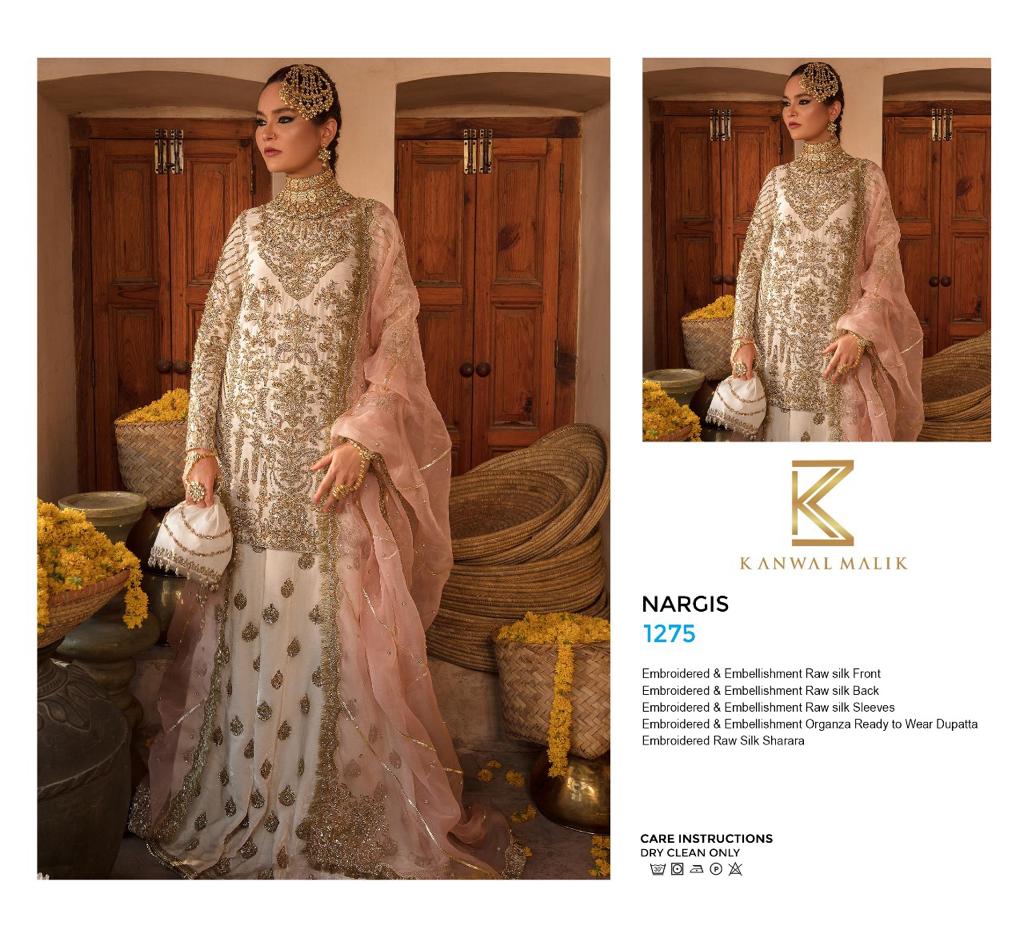 KANWAL MALIK
NARGIS
1275
Embroidered & Embellishment Raw silk Front
Embroidered & Embellishment Raw silk Back
Embroidered & Embellishment Raw silk Sleeves
Embroidered & Embellishment Organza Ready to Wear Dupatta
Embroidered Raw Silk Sharara
CARE INSTRUCTIONS
DRY CLEAN ONLY
30° P